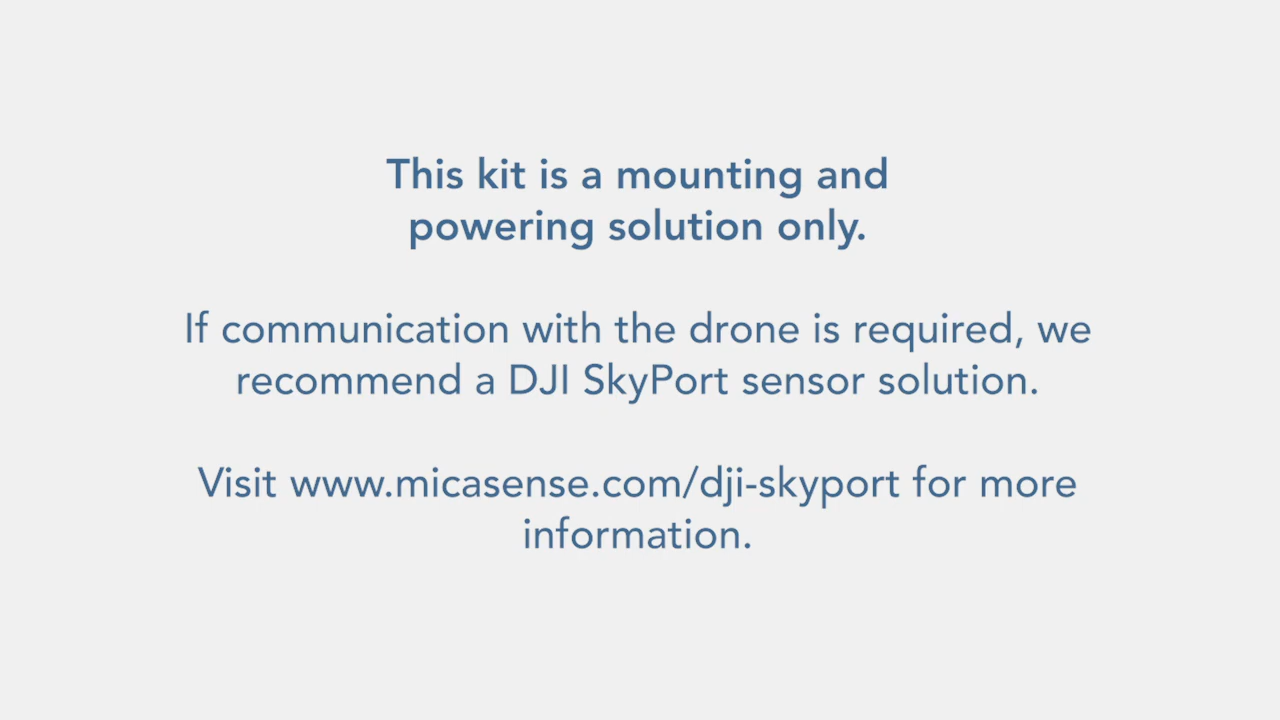 This kit is a mounting and
powering solution only.
If communication with the drone is required, we
recommend a DJI SkyPort sensor solution.
Visit www.micasense.com/dji-skyport for more
information.